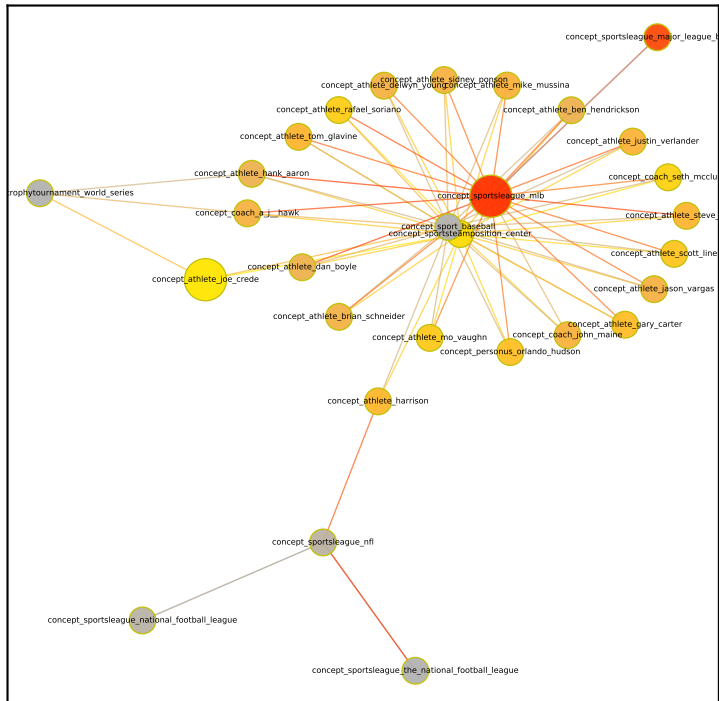 concept_sportsleague_major_league_b
concept_athlete_sidney_ponson
concept_athlete_delwyn_young
concept_athlete_mike_mussina
concept_athlete_rafael_soriano
concept_athlete_ben_hendrickson
concept_athlete_tom_glavine
concept_athlete_justin_verlander
concept_athlete_hank_aaron
concept_coach_seth_mcclu
trophytournament_world_series
concept_sportsleague_mlb
concept_coach_a_j__hawk
concept_athlete_steve_
concept_sport_baseball
concept_sportsteamposition_center
concept_athlete_scott_line
concept_athlete_dan_boyle
concept_athlete_joe_crede
concept_athlete_jason_vargas
concept_athlete_brian_schneider
concept_athlete_gary_carter
concept_coach_john_maine
concept_athlete_mo_vaughn
concept_personus_orlando_hudson
concept_athlete_harrison
concept_sportsleague_nfl
concept_sportsleague_national_football_league
concept_sportsleague_the_national_football_league